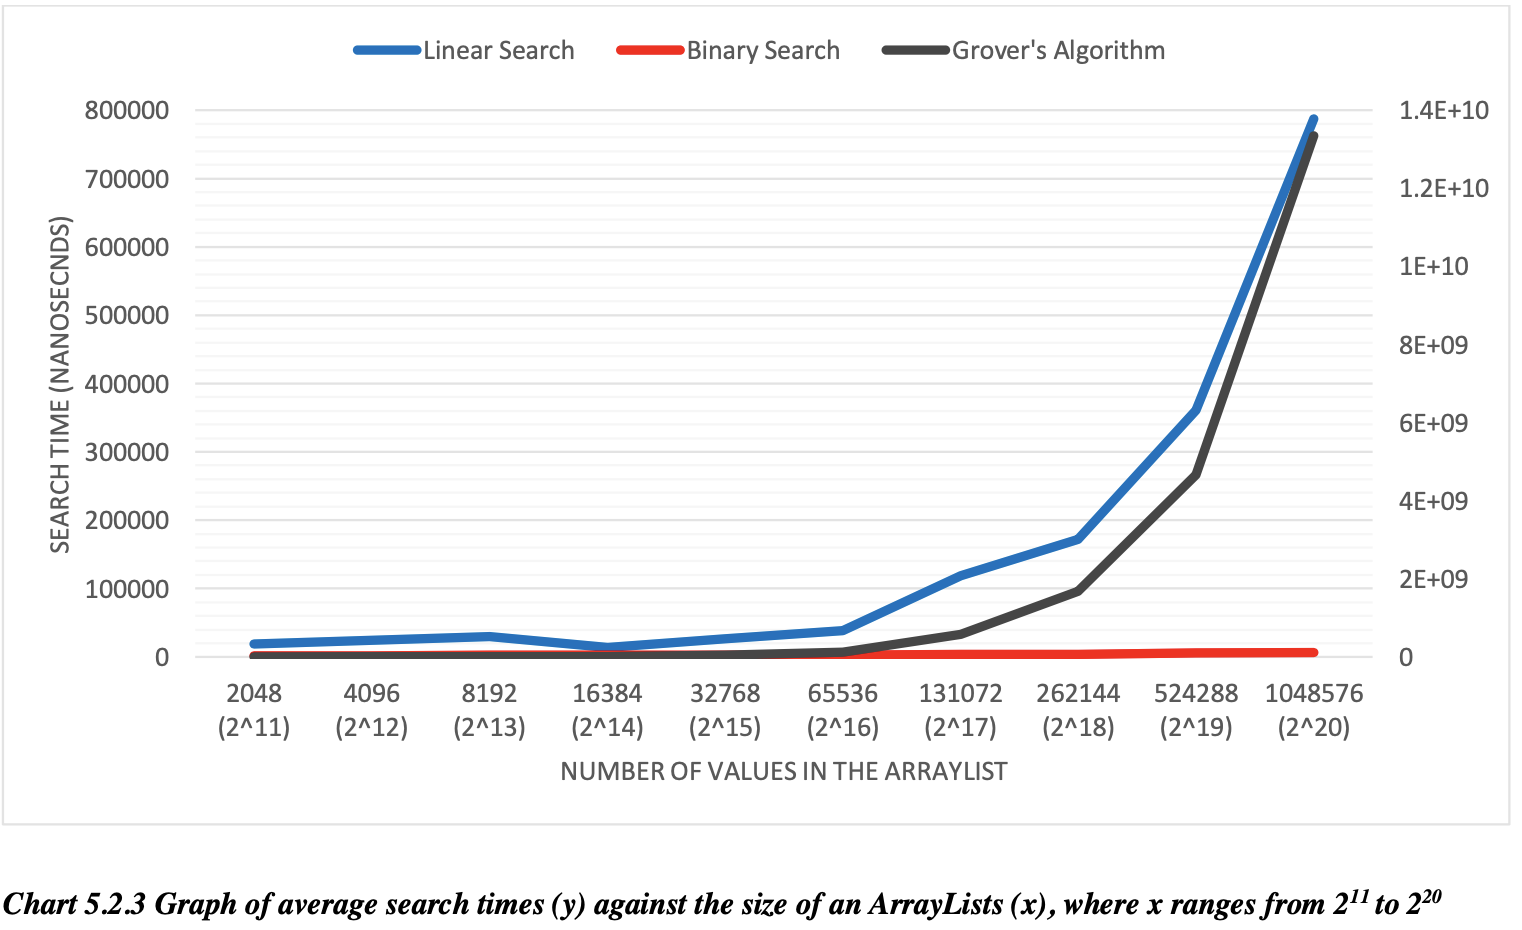 Linear Search Binary Search Grover's Algorithm
800000
700000
600000
500000
400000
300000
200000
100000
0
1.4E+10
1.2E+10
1E+10
8E+09
6E+09
4E+09
2E+09
0
SEARCH TIME (NANOSECNDS)
2048 4096 8192 16384 32768 65536 131072 262144 524288 1048576
(2^11) (2^12) (2^13) (2^14) (2^15) (2^16) (2^17) (2^18) (2^19) (2^20)
NUMBER OF VALUES IN THE ARRAYLIST
Chart 5.2.3 Graph of average search times (y) against the size of an ArrayLists (x), where x ranges from 2¹¹ to 2²⁰